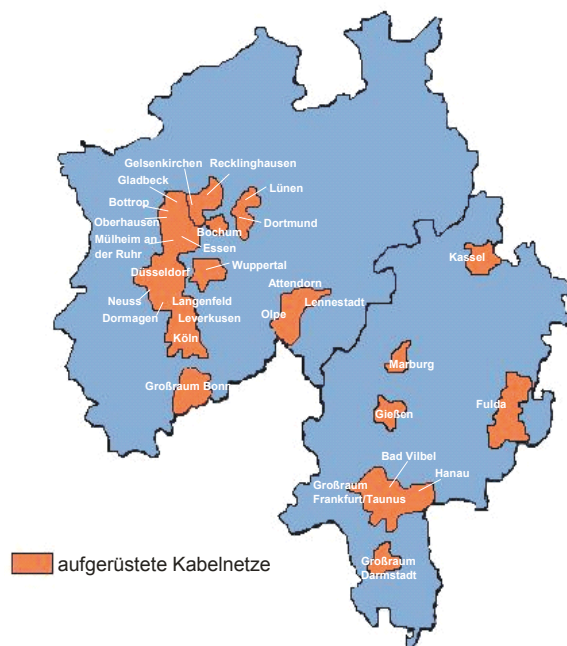 Gelsenkirchen
Recklinghausen
Gladbeck
Lünen
Bottrop
Oberhausen
Dortmund
Bochum
Mülheim an
der Ruhr
Essen
Kassel
Düsseldorf
Wuppertal
Attendorn
Neuss
Langenfeld
Lennestadt
Dormagen
Leverkusen
Olpe
Köln
Marburg
Großraum Bonn
Gießen
Fulda
Bad Vilbel
Hanau
Großraum
Frankfurt/Taunus
Großraum
Darmstadt
aufgerüstete Kabelnetze